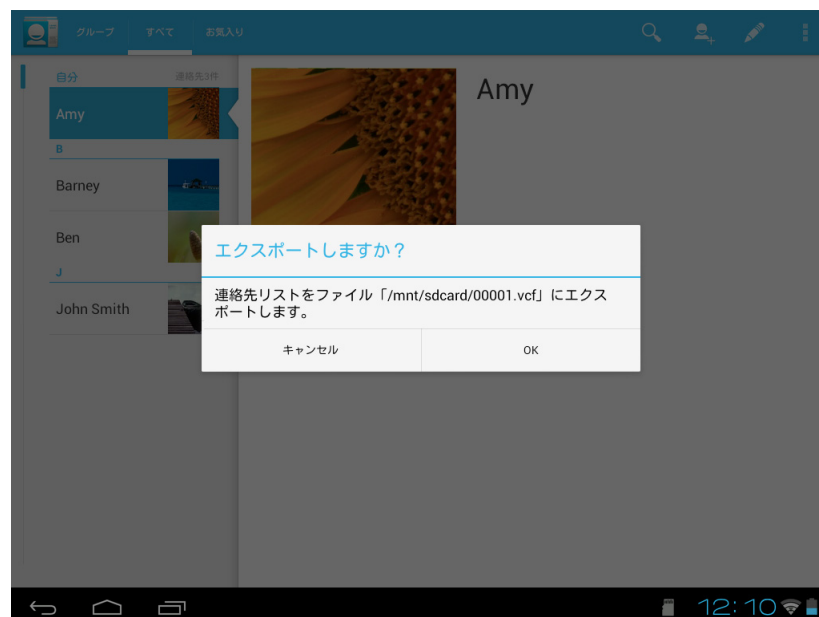 グループ すべて お気入り
自分 連絡先3件
Amy
Amy
B
Barney
Ben
J
John Smith
エクスポートしますか？
連絡先リストをファイル「/mnt/sdcard/00001.vcf」にエクス
ポートします。
キャンセル OK
12:10